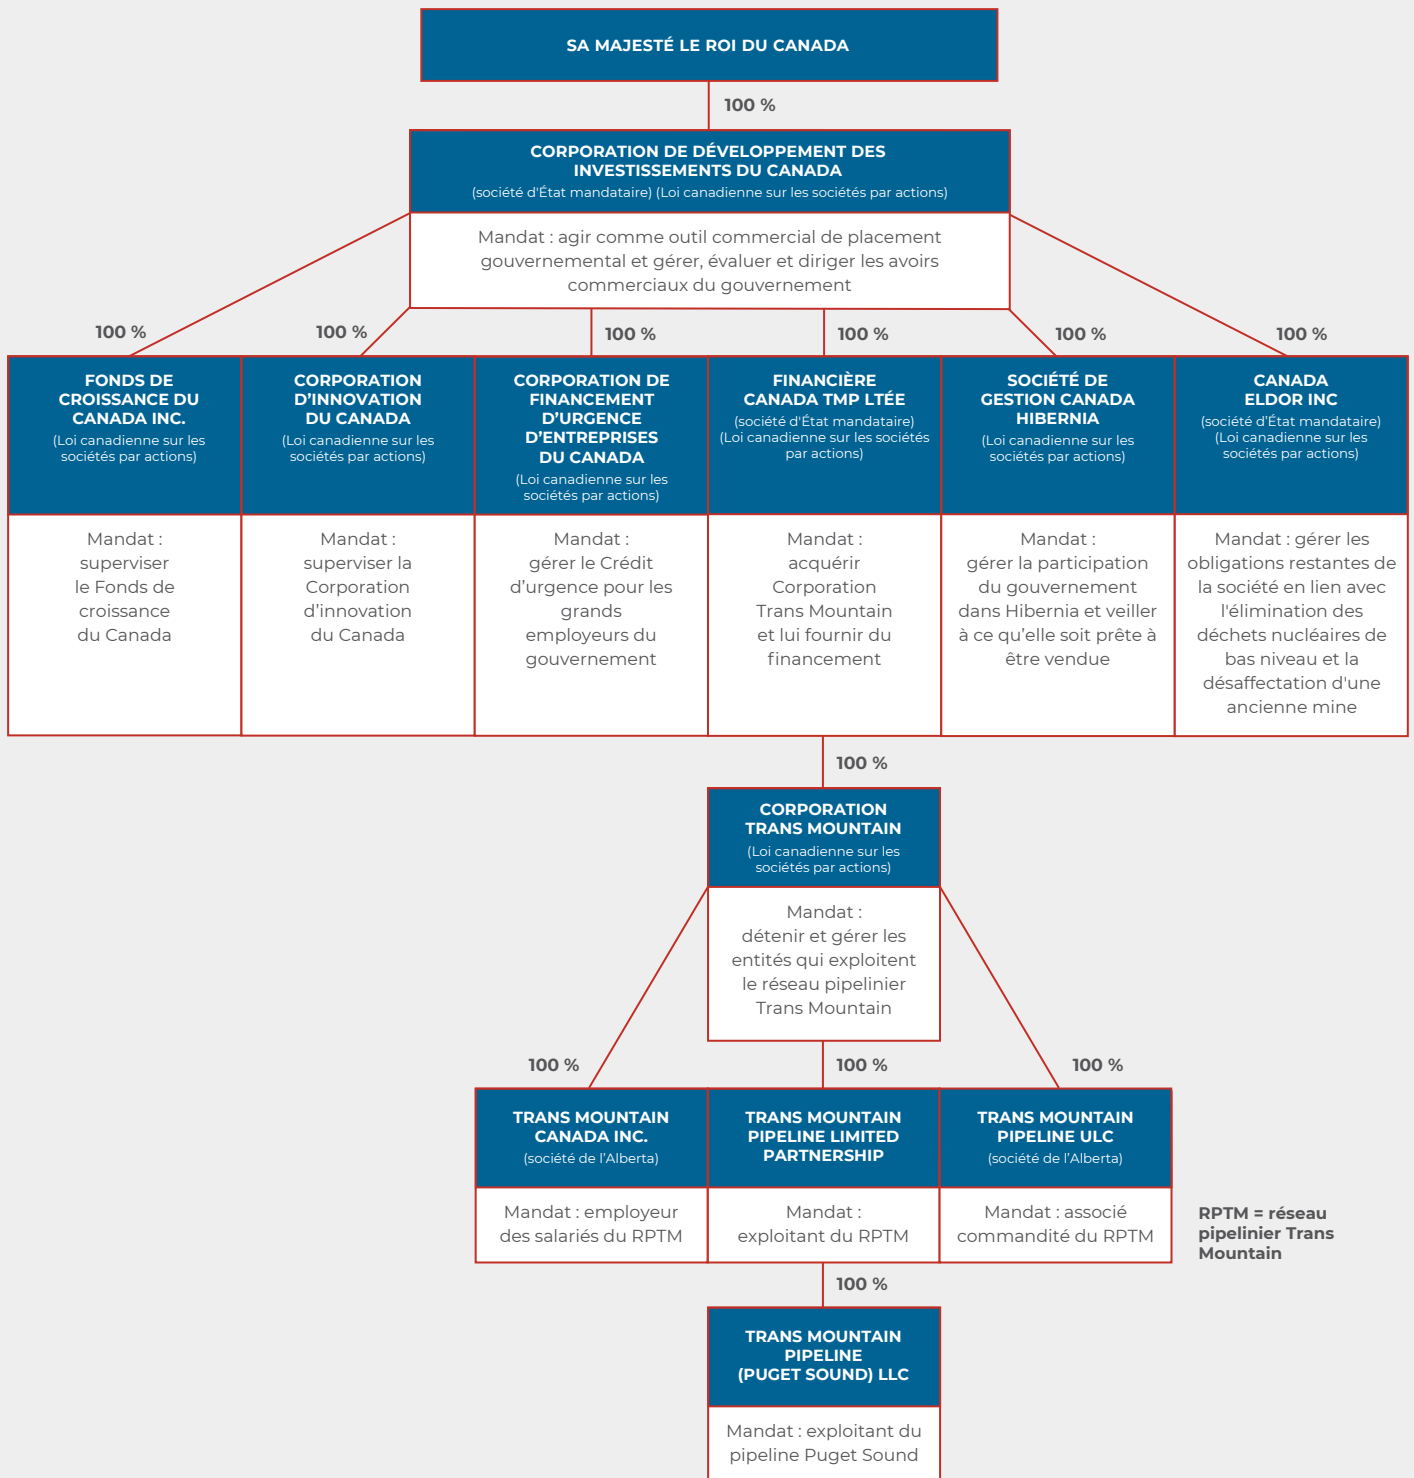 SA MAJESTÉ LE ROI DU CANADA
100 %
CORPORATION DE DÉVELOPPEMENT DES
INVESTISSEMENTS DU CANADA
(société d'État mandataire) (Loi canadienne sur les sociétés par actions)
Mandat : agir comme outil commercial de placement
gouvernemental et gérer, évaluer et diriger les avoirs
commerciaux du gouvernement
100 %
100 %
100 %
100 %
100 %
100 %
FONDS DE
CROISSANCE DU
CANADA INC.
(Loi canadienne sur les
sociétés par actions)
Mandat :
superviser
le Fonds de
croissance
du Canada
CORPORATION
D’INNOVATION
DU CANADA
(Loi canadienne sur les
sociétés par actions)
Mandat :
superviser la
Corporation
d’innovation
du Canada
CORPORATION DE
FINANCEMENT
D’URGENCE
D’ENTREPRISES
DU CANADA
(Loi canadienne sur les
sociétés par actions)
Mandat :
gérer le Crédit
d’urgence pour les
grands
employeurs du
gouvernement
FINANCIÈRE
CANADA TMP LTÉE
(société d'État mandataire)
(Loi canadienne sur les sociétés
par actions)
Mandat :
acquérir
Corporation
Trans Mountain
et lui fournir du
financement
SOCIÉTÉ DE
GESTION CANADA
HIBERNIA
(Loi canadienne sur les
sociétés par actions)
Mandat :
gérer la participation
du gouvernement
dans Hibernia et veiller
à ce qu’elle soit prête à
être vendue
CANADA
ELDOR INC
(société d’État mandataire)
(Loi canadienne sur les
sociétés par actions)
Mandat : gérer les
obligations restantes de
la société en lien avec
l'élimination des
déchets nucléaires de
bas niveau et la
désaffectation d'une
ancienne mine
100 %
CORPORATION
TRANS MOUNTAIN
(Loi canadienne sur les
sociétés par actions)
Mandat :
détenir et gérer les
entités qui exploitent
le réseau pipelinier
Trans Mountain
100 %
100 %
100 %
TRANS MOUNTAIN
CANADA INC.
(société de l’Alberta)
Mandat : employeur
des salariés du RPTM
TRANS MOUNTAIN
PIPELINE LIMITED
PARTNERSHIP
Mandat :
exploitant du RPTM
TRANS MOUNTAIN
PIPELINE ULC
(société de l’Alberta)
Mandat : associé
commandité du RPTM
RPTM = réseau
pipelinier Trans
Mountain
100 %
TRANS MOUNTAIN
PIPELINE
(PUGET SOUND) LLC
Mandat : exploitant du
pipeline Puget Sound